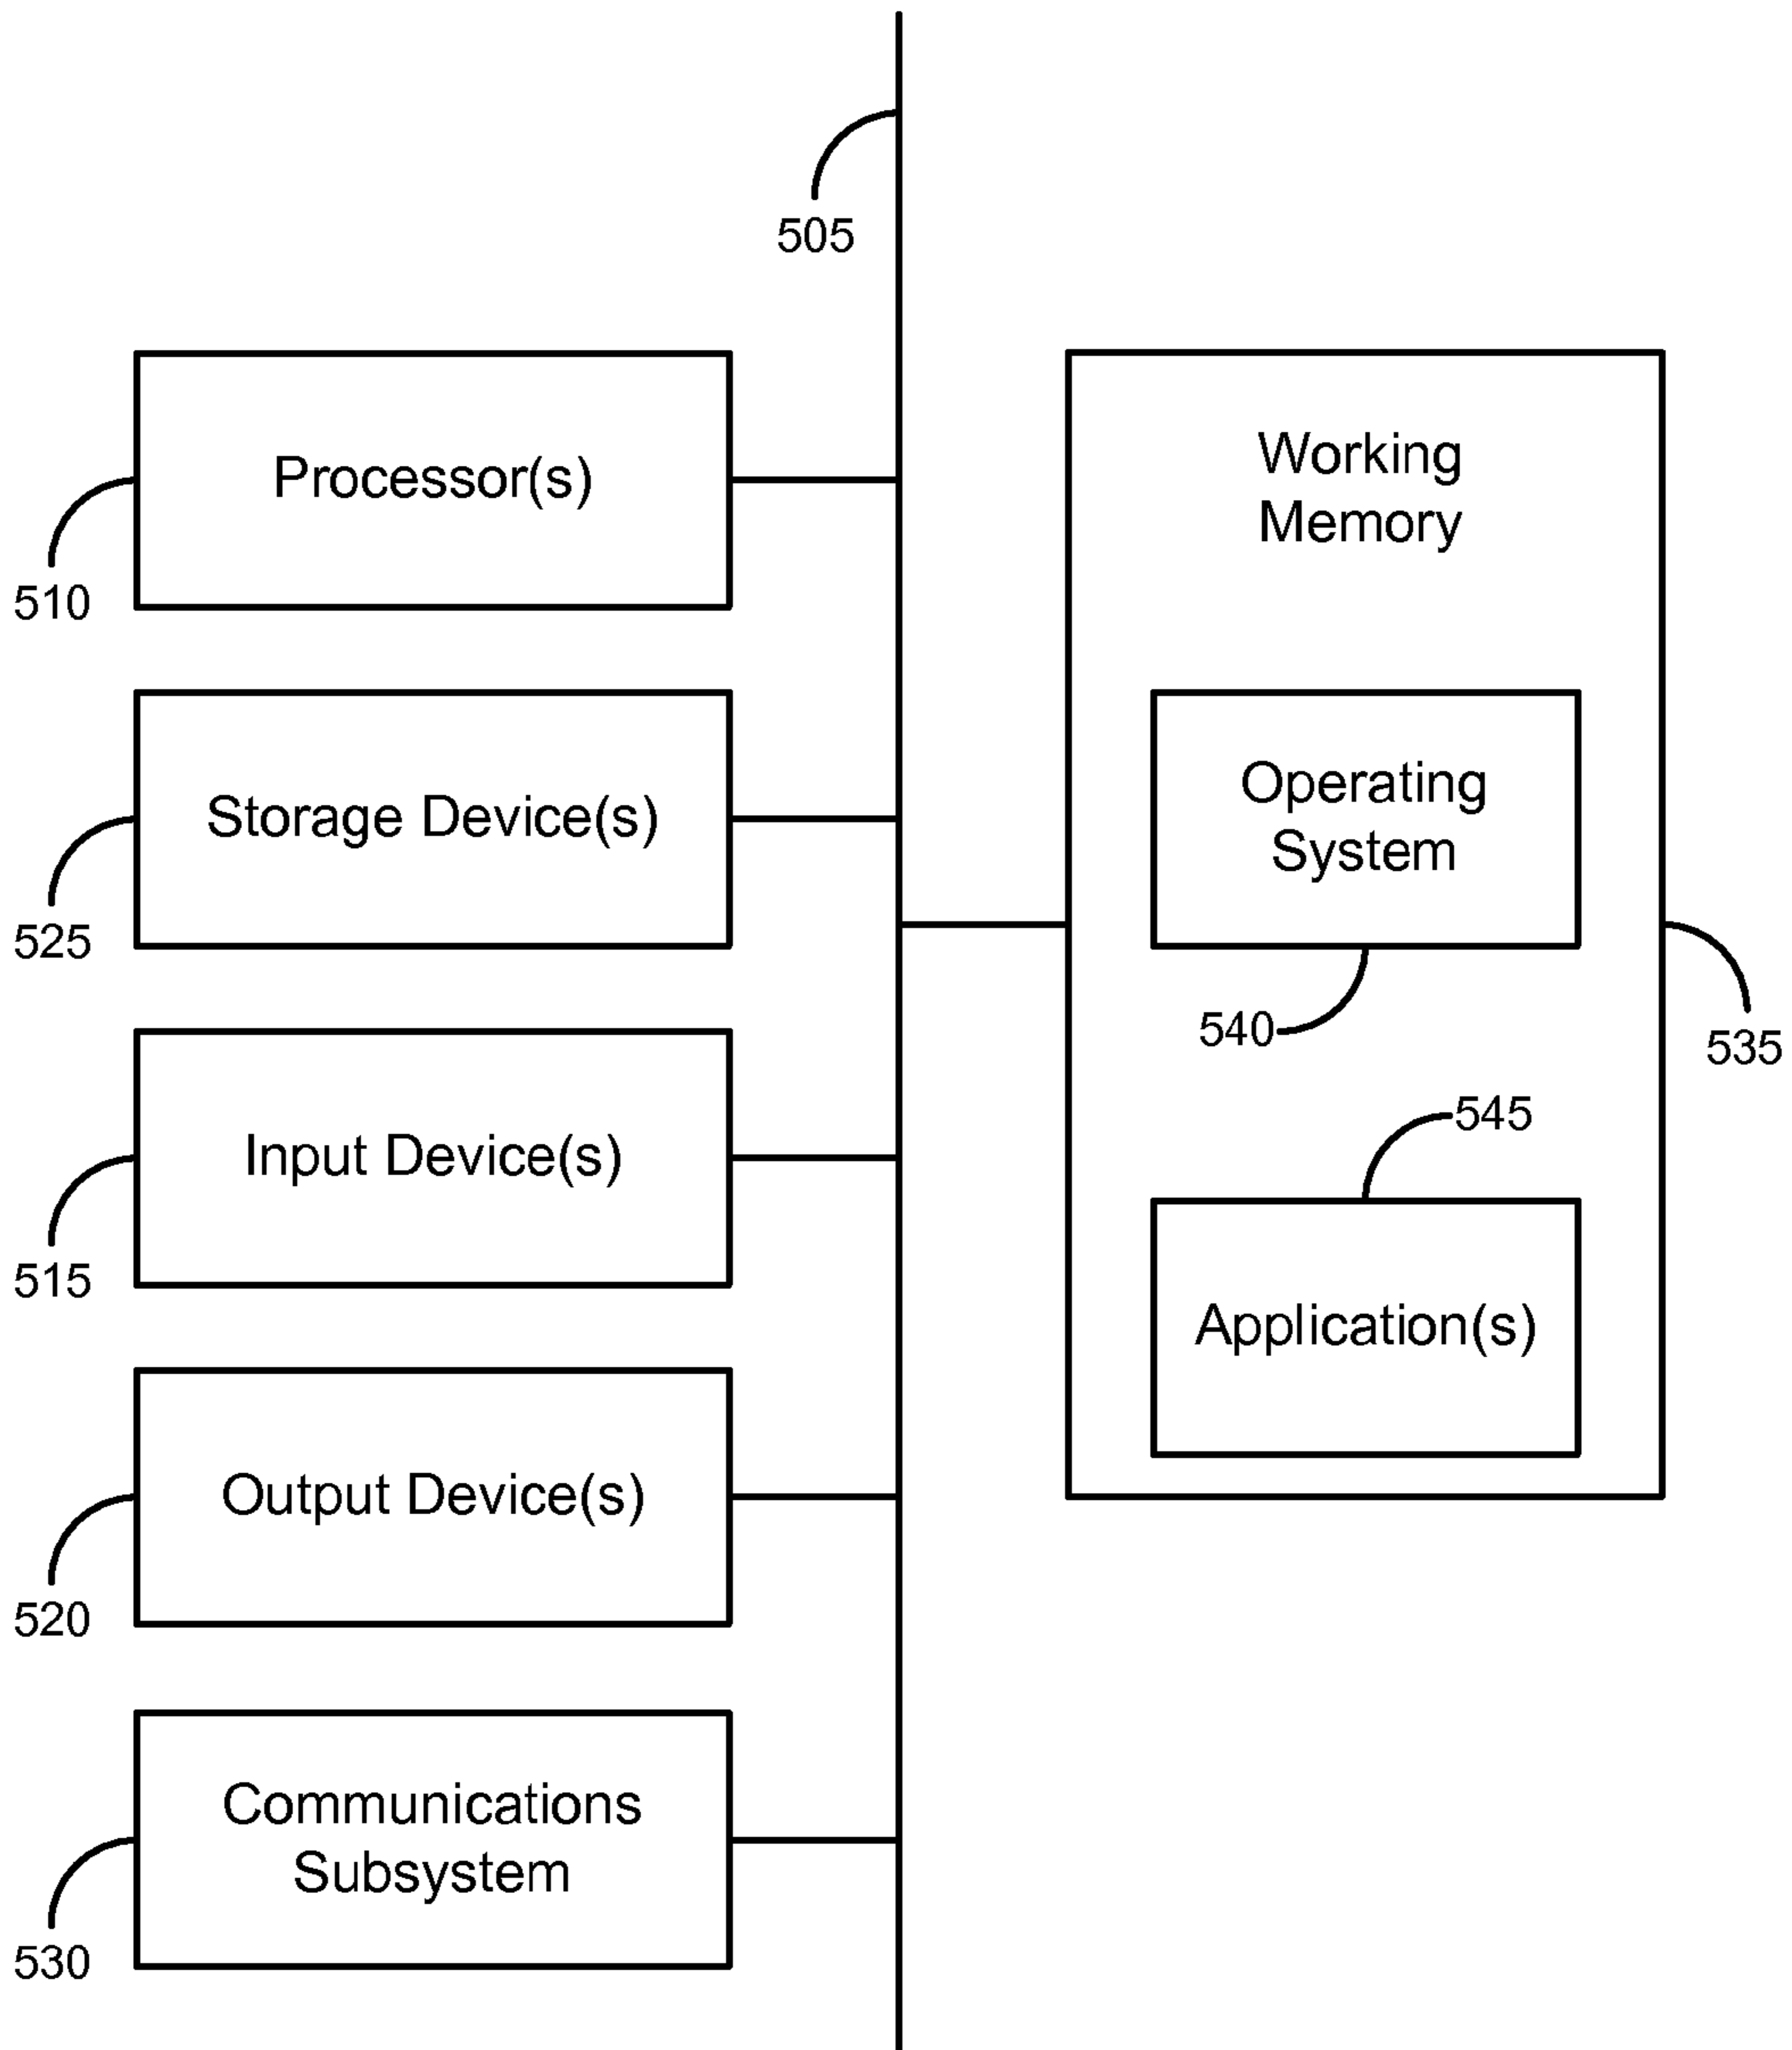 505
Processor(s)
510
Storage Device(s)
525
Input Device(s)
515
Output Device(s)
520
Communications
Subsystem
530
Working
Memory
Operating
System
540
535
545
Application(s)